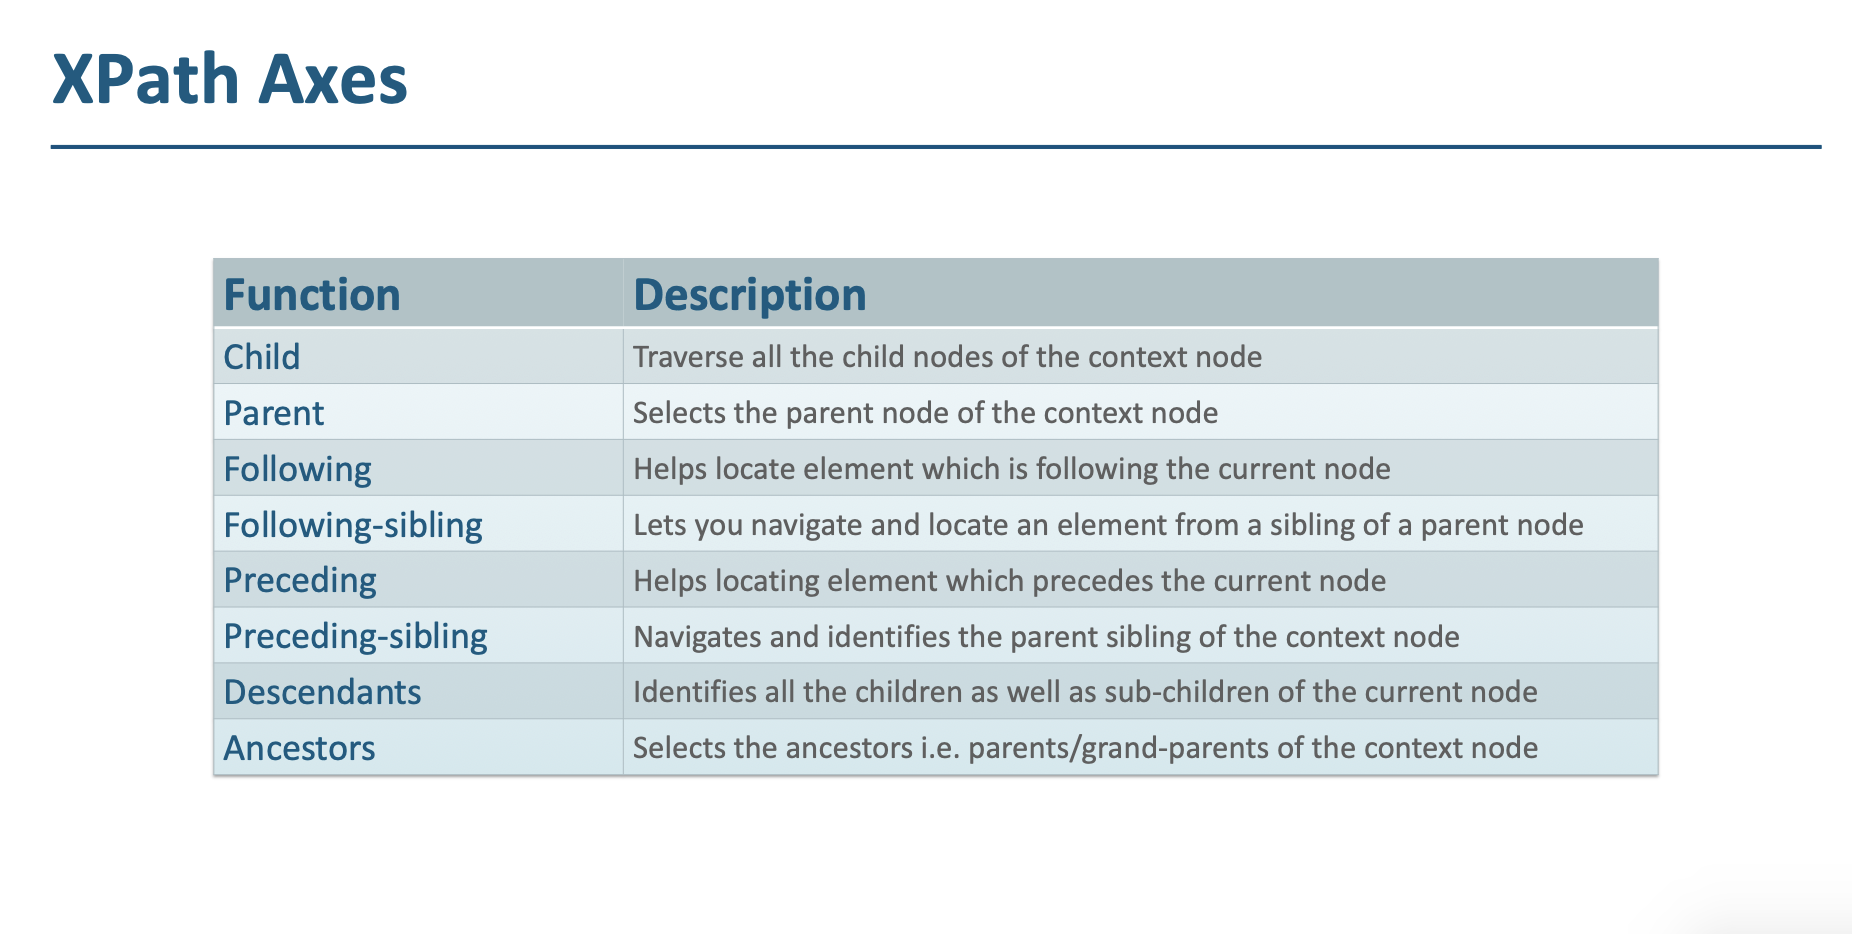 XPath Axes
Function Description
Child Traverse all the child nodes of the context node
Parent Selects the parent node of the context node
Following Helps locate element which is following the current node
Following-sibling Lets you navigate and locate an element from a sibling of a parent node
Preceding Helps locating element which precedes the current node
Preceding-sibling Navigates and identifies the parent sibling of the context node
Descendants Identifies all the children as well as sub-children of the current node
Ancestors Selects the ancestors i.e. parents/grand-parents of the context node